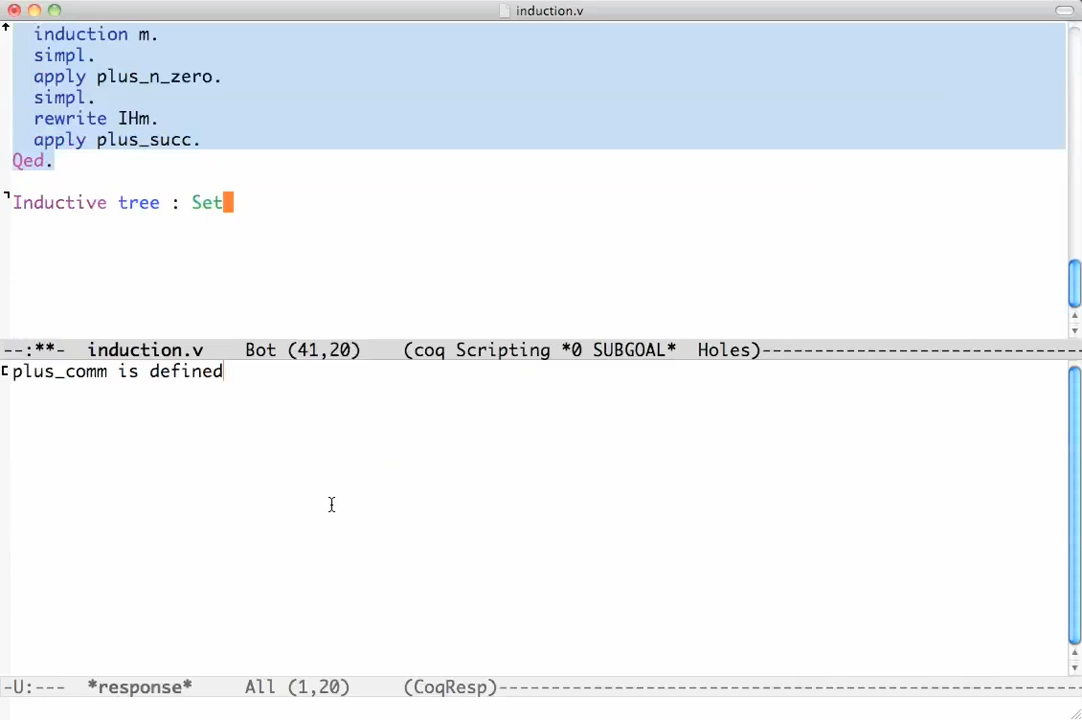 induction.v
induction m.
simpl.
apply plus_n_zero.
simpl.
rewrite IHm.
apply plus_succ.
Qed.
Inductive tree : Set
--:**-  induction.v    Bot (41,20)    (coq Scripting *0 SUBGOAL*  Holes)-------------------------------
plus_comm is defined
-U:---  *response*     All (1,20)     (CoqResp)--------------------------------------------------------